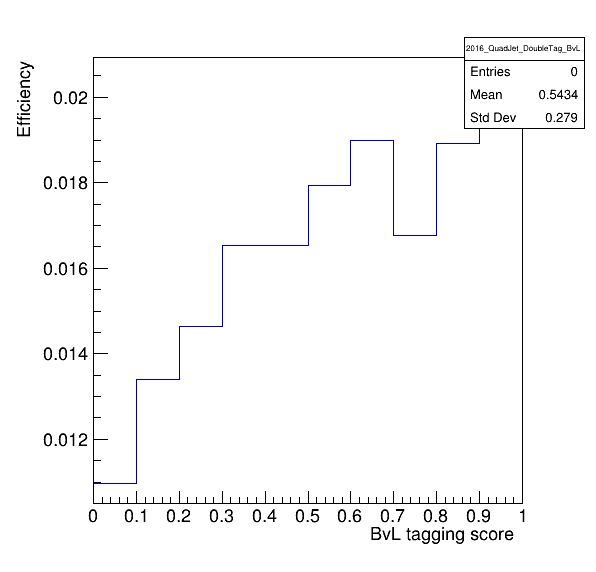 2016_QuadJet_DoubleTag_BvL
Entries 0
Mean 0.5434
Std Dev 0.279
Efficiency
0.02
0.018
0.016
0.014
0.012
0 0.1 0.2 0.3 0.4 0.5 0.6 0.7 0.8 0.9 1
BvL tagging score